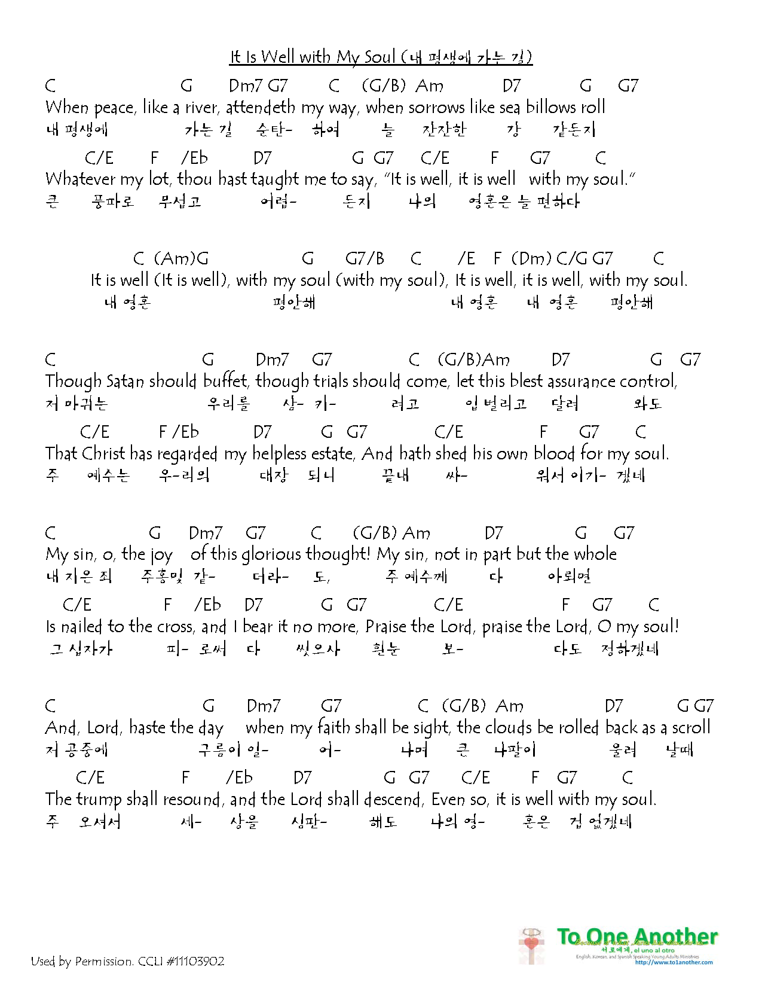 It Is Well with My Soul (내 평생에 가는 길)
C G Dm7 G7 C (G/B) Am D7 G G7
When peace, like a river, attendeth my way, when sorrows like sea billows roll
내 평생에 가는 길 순탄- 하여 늘 잔잔한 강 같든지
C/E F /Eb D7 G G7 C/E F G7 C
Whatever my lot, thou hast taught me to say, "It is well, it is well with my soul."
큰 풍파로 무섭고 어렵- 든지 나의 영혼은 늘 편하다
C (Am)G G G7/B C /E F (Dm) C/G G7 C
It is well (It is well), with my soul (with my soul), It is well, it is well, with my soul.
내 영혼 평안해 내 영혼 내 영혼 평안해
C G Dm7 G7 C (G/B)Am D7 G G7
Though Satan should buffet, though trials should come, let this blest assurance control,
저 마귀는 우리를 삼- 키- 려고 입 벌리고 달려 와도
C/E F /Eb D7 G G7 C/E F G7 C
That Christ has regarded my helpless estate, And hath shed his own blood for my soul.
주 예수는 우-리의 대장 되니 끝내 싸- 워서 이기- 겠네
C G Dm7 G7 C (G/B) Am D7 G G7
My sin, o, the joy of this glorious thought! My sin, not in part but the whole
내 지은 죄 주홍빛 같- 더라- 도, 주 예수께 다 아뢰면
C/E F /Eb D7 G G7 C/E F G7 C
Is nailed to the cross, and I bear it no more, Praise the Lord, praise the Lord, O my soul!
그 십자가 피- 로써 다 씻으사 흰눈 보- 다도 정하겠네
C G Dm7 G7 C (G/B) Am D7 G G7
And, Lord, haste the day when my faith shall be sight, the clouds be rolled back as a scroll
저 공중에 구름이 일- 어- 나며 큰 나팔이 울려 날때
C/E F /Eb D7 G G7 C/E F G7 C
The trump shall resound, and the Lord shall descend, Even so, it is well with my soul.
주 오셔서 세- 상을 심판- 해도 나의 영- 혼은 겁 없겠네
To One Another
Because of what Jesus has done for us
서로에게, el uno al otro
English, Korean, and Spanish Speaking Young Adults Ministries
http://www.to1another.com
Used by Permission. CCLI #11103902